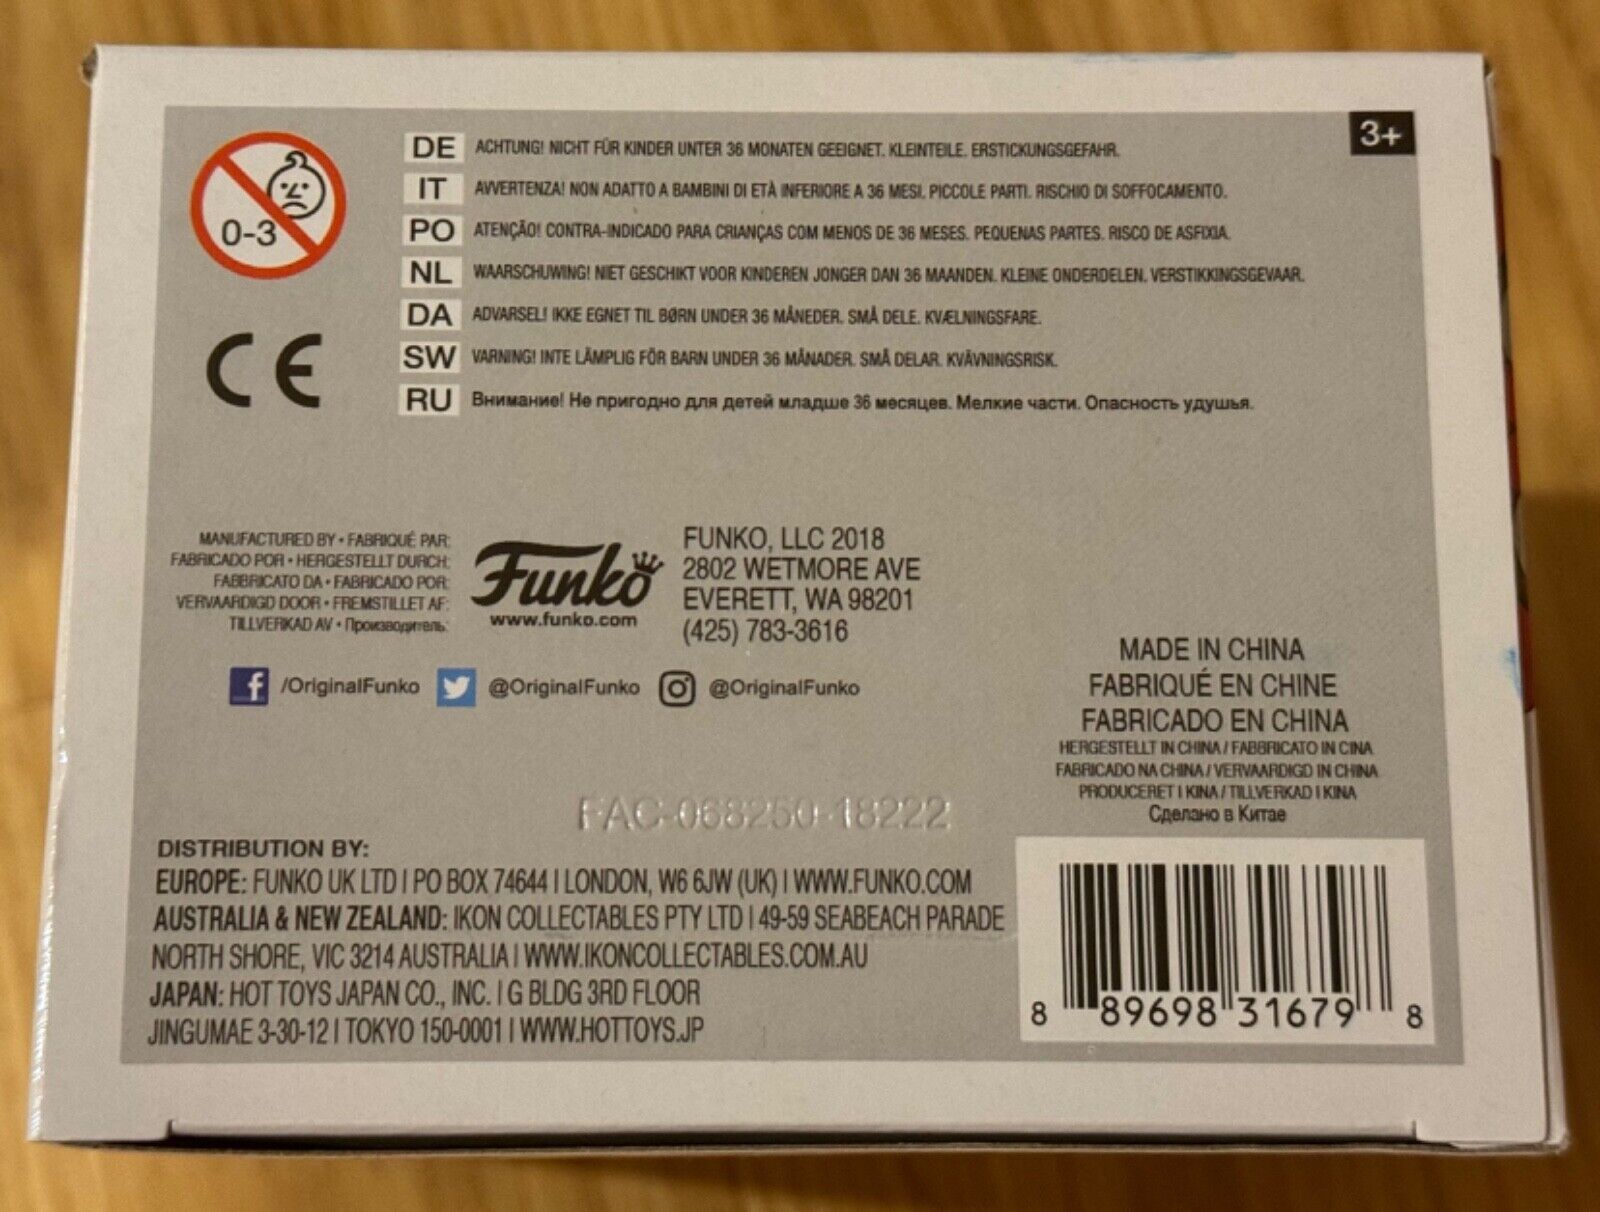 3+
0-3
DE ACHTUNG! NICHT FÜR KINDER UNTER 36 MONATEN GEEIGNET. KLEINTEILE. ERSTICKUNGSGEFAHR.
IT AVVERTENZA! NON ADATTO A BAMBINI DI ETÀ INFERIORE A 36 MESI. PICCOLE PARTI. RISCHIO DI SOFFOCAMENTO.
PO ATENÇÃO! CONTRA-INDICADO PARA CRIANÇAS COM MENOS DE 36 MESES. PEQUENAS PARTES. RISCO DE ASFIXIA.
NL WAARSCHUWING! NIET GESCHIKT VOOR KINDEREN JONGER DAN 36 MAANDEN. KLEINE ONDERDELEN. VERSTIKKINGSGEVAAR.
DA ADVARSEL! IKKE EGNET TIL BØRN UNDER 36 MÅNEDER. SMÅ DELE. KVÆLNINGSFARE.
SW VARNING! INTE LÄMPLIG FÖR BARN UNDER 36 MÅNADER. SMÅ DELAR. KVÄVNINGSRISK.
RU Внимание! Не пригодно для детей младше 36 месяцев. Мелкие части. Опасность удушья.
CE
MANUFACTURED BY • FABRIQUÉ PAR:
FABRICADO POR • HERGESTELLT DURCH:
FABBRICATO DA • FABRICADO POR:
VERVAARDIGD DOOR • FREMSTILLET AF:
TILLVERKAD AV • Производитель:
Funko
www.funko.com
FUNKO, LLC 2018
2802 WETMORE AVE
EVERETT, WA 98201
(425) 783-3616
/OriginalFunko @OriginalFunko @OriginalFunko
MADE IN CHINA
FABRIQUÉ EN CHINE
FABRICADO EN CHINA
HERGESTELLT IN CHINA / FABBRICATO IN CINA
FABRICADO NA CHINA / VERVAARDIGD IN CHINA
PRODUCERET I KINA / TILLVERKAD I KINA
Сделано в Китае
FAC-068250-18222
DISTRIBUTION BY:
EUROPE: FUNKO UK LTD | PO BOX 74644 | LONDON, W6 6JW (UK) | WWW.FUNKO.COM
AUSTRALIA & NEW ZEALAND: IKON COLLECTABLES PTY LTD | 49-59 SEABEACH PARADE
NORTH SHORE, VIC 3214 AUSTRALIA | WWW.IKONCOLLECTABLES.COM.AU
JAPAN: HOT TOYS JAPAN CO., INC. | G BLDG 3RD FLOOR
JINGUMAE 3-30-12 | TOKYO 150-0001 | WWW.HOTTOYS.JP
8 89698 31679 8